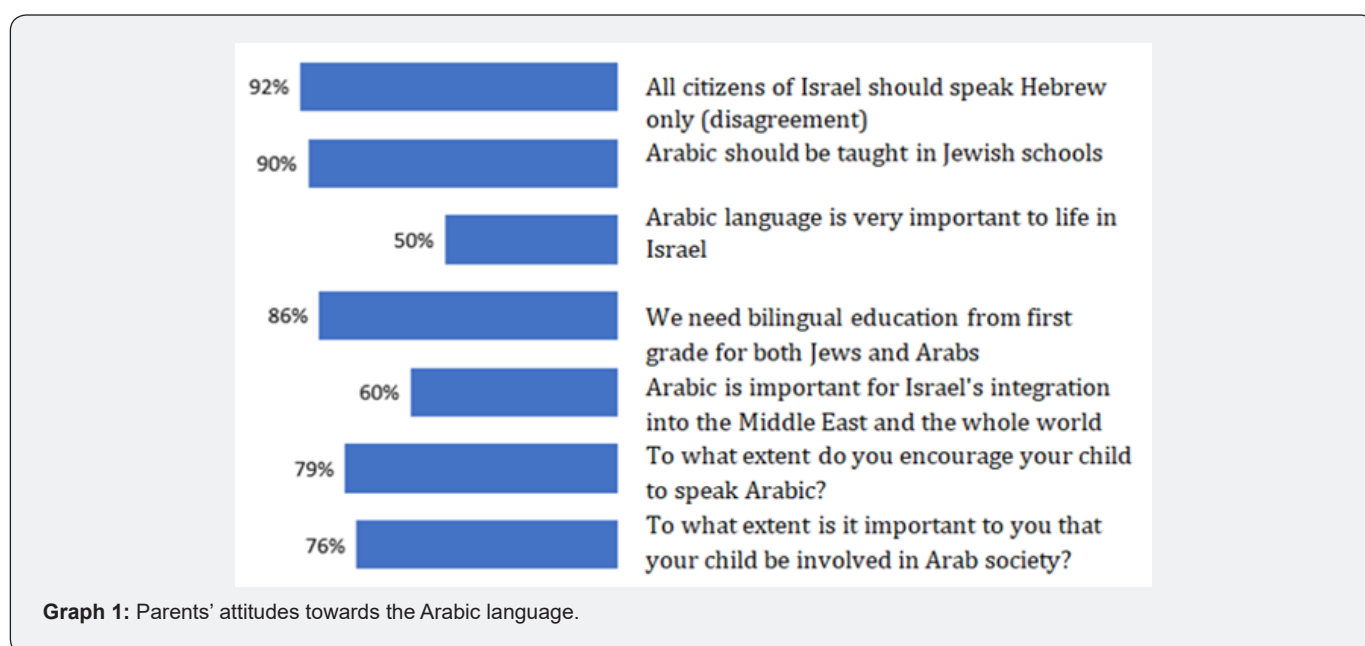 92%
All citizens of Israel should speak Hebrew
only (disagreement)
90%
Arabic should be taught in Jewish schools
50%
Arabic language is very important to life in
Israel
86%
We need bilingual education from first
grade for both Jews and Arabs
60%
Arabic is important for Israel's integration
into the Middle East and the whole world
79%
To what extent do you encourage your child
to speak Arabic?
76%
To what extent is it important to you that
your child be involved in Arab society?
Graph 1: Parents’ attitudes towards the Arabic language.